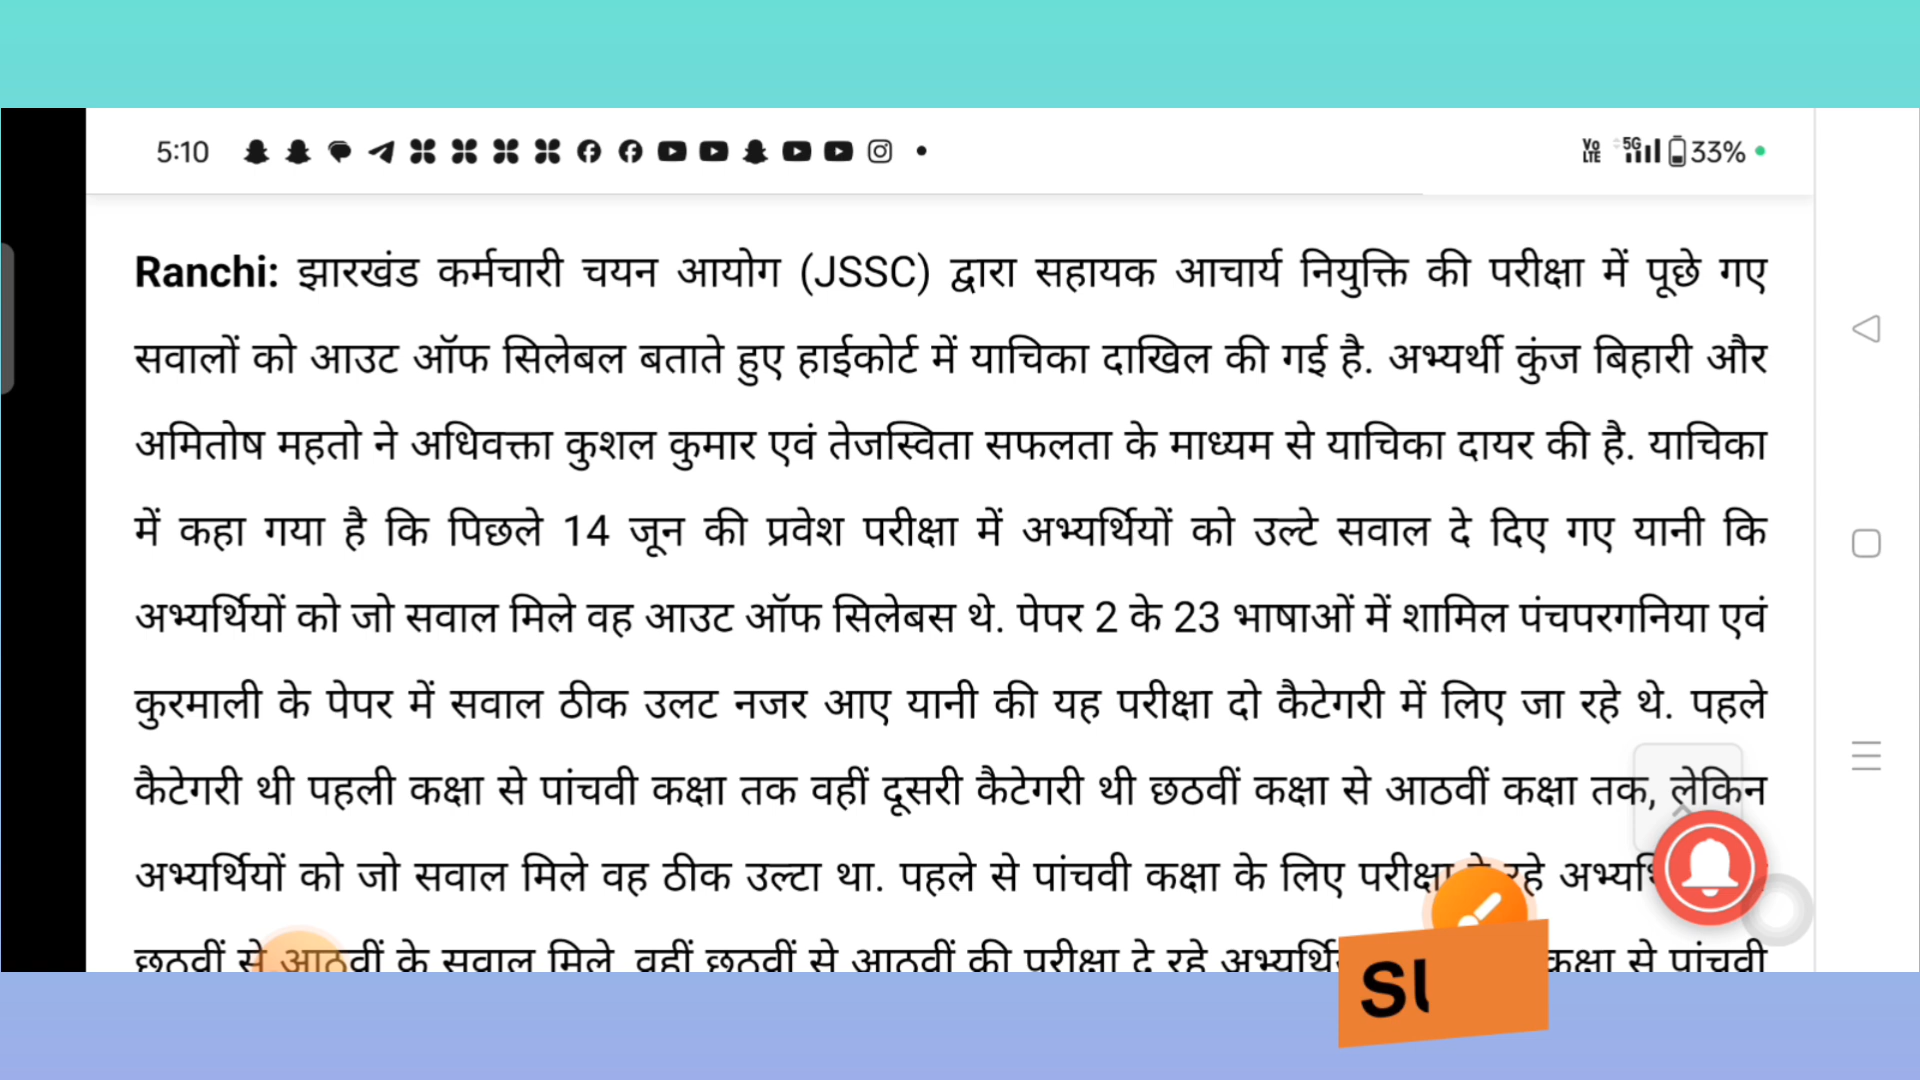 5:10
Vo LTE 5G 33%
Ranchi: झारखंड कर्मचारी चयन आयोग (JSSC) द्वारा सहायक आचार्य नियुक्ति की परीक्षा में पूछे गए
सवालों को आउट ऑफ सिलेबल बताते हुए हाईकोर्ट में याचिका दाखिल की गई है. अभ्यर्थी कुंज बिहारी और
अमितोष महतो ने अधिवक्ता कुशल कुमार एवं तेजस्विता सफलता के माध्यम से याचिका दायर की है. याचिका
में कहा गया है कि पिछले 14 जून की प्रवेश परीक्षा में अभ्यर्थियों को उल्टे सवाल दे दिए गए यानी कि
अभ्यर्थियों को जो सवाल मिले वह आउट ऑफ सिलेबस थे. पेपर 2 के 23 भाषाओं में शामिल पंचपरगनिया एवं
कुरमाली के पेपर में सवाल ठीक उलट नजर आए यानी की यह परीक्षा दो कैटेगरी में लिए जा रहे थे. पहले
कैटेगरी थी पहली कक्षा से पांचवी कक्षा तक वहीं दूसरी कैटेगरी थी छठवीं कक्षा से आठवीं कक्षा तक, लेकिन
अभ्यर्थियों को जो सवाल मिले वह ठीक उल्टा था. पहले से पांचवी कक्षा के लिए परीक्षा रहे
छठवीं से आठवीं के सवाल मिले वहीं छठवीं से आठवीं की परीक्षा दे रहे कक्षा से पांचवी